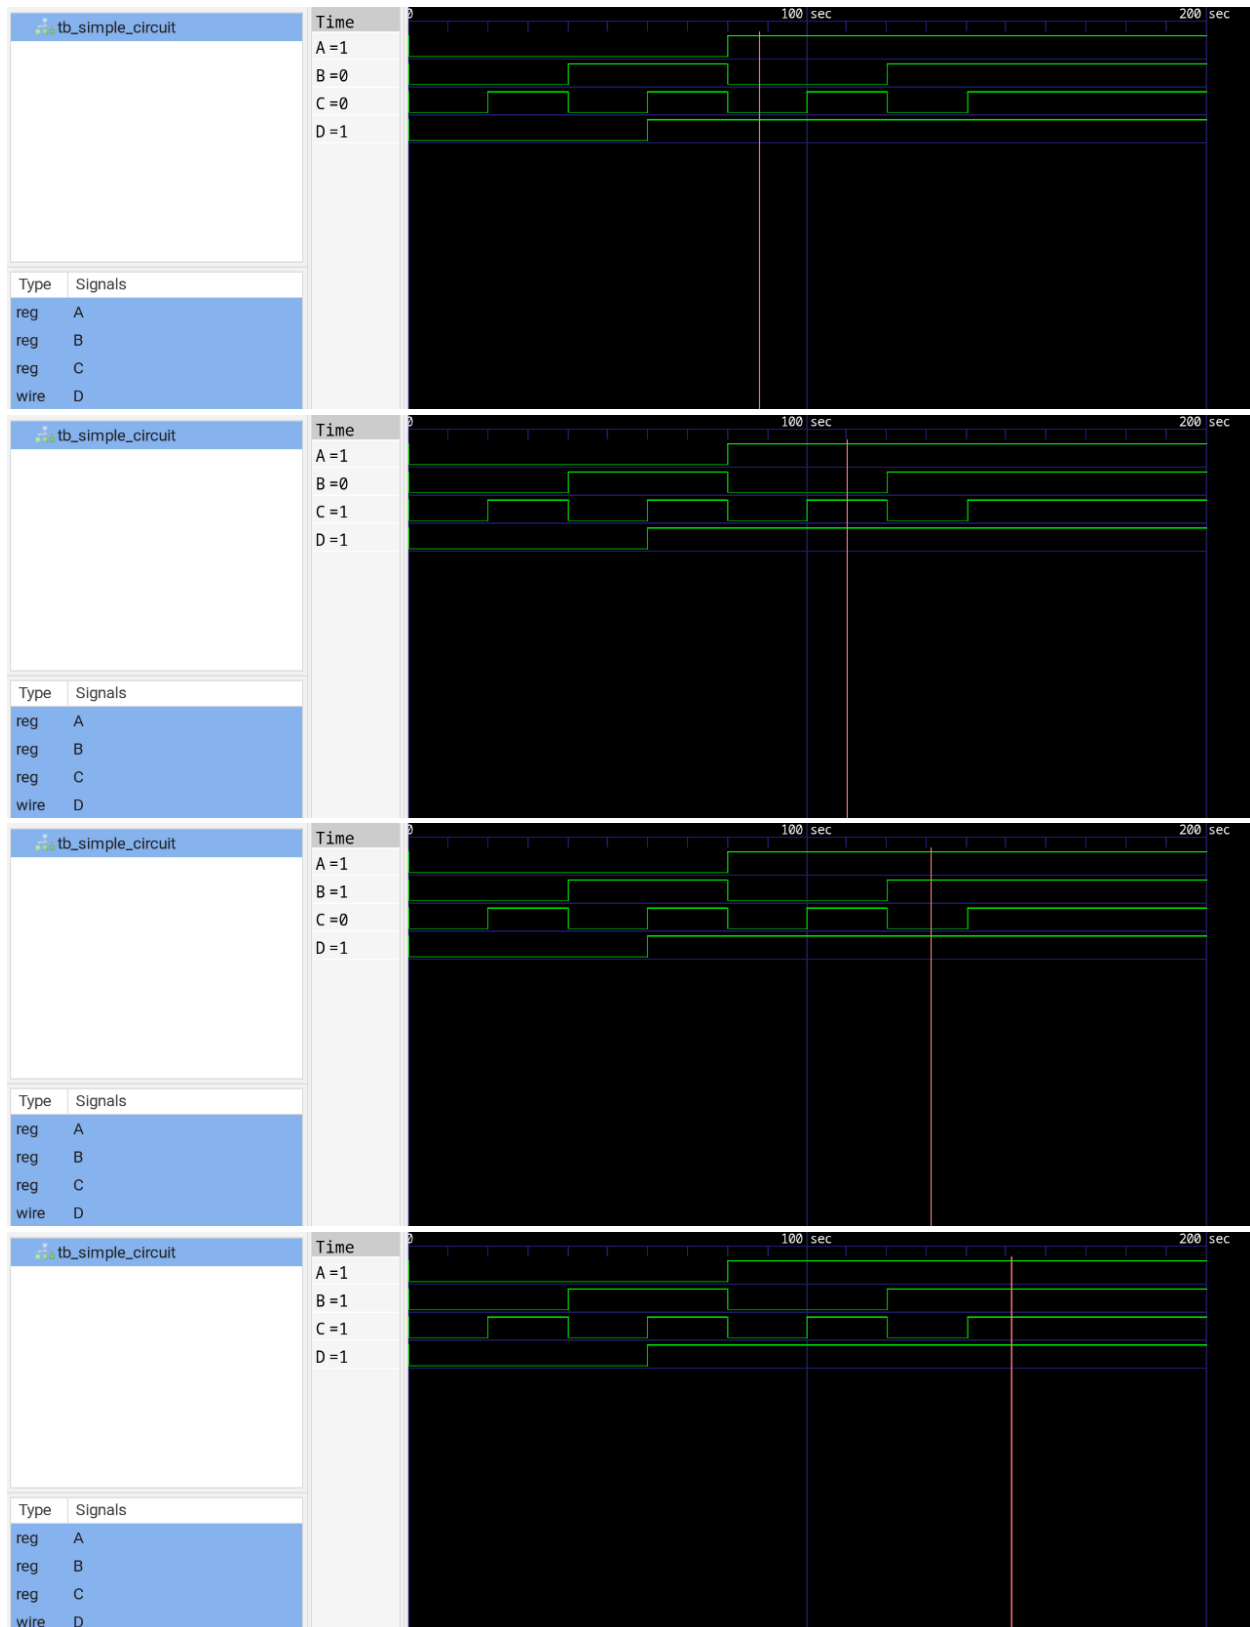 tb_simple_circuit
Time
0 100 sec 200 sec
A=1
B=0
C=0
D=1
Type Signals
reg A
reg B
reg C
wire D
tb_simple_circuit
Time
0 100 sec 200 sec
A=1
B=0
C=1
D=1
Type Signals
reg A
reg B
reg C
wire D
tb_simple_circuit
Time
0 100 sec 200 sec
A=1
B=1
C=0
D=1
Type Signals
reg A
reg B
reg C
wire D
tb_simple_circuit
Time
0 100 sec 200 sec
A=1
B=1
C=1
D=1
Type Signals
reg A
reg B
reg C
wire D